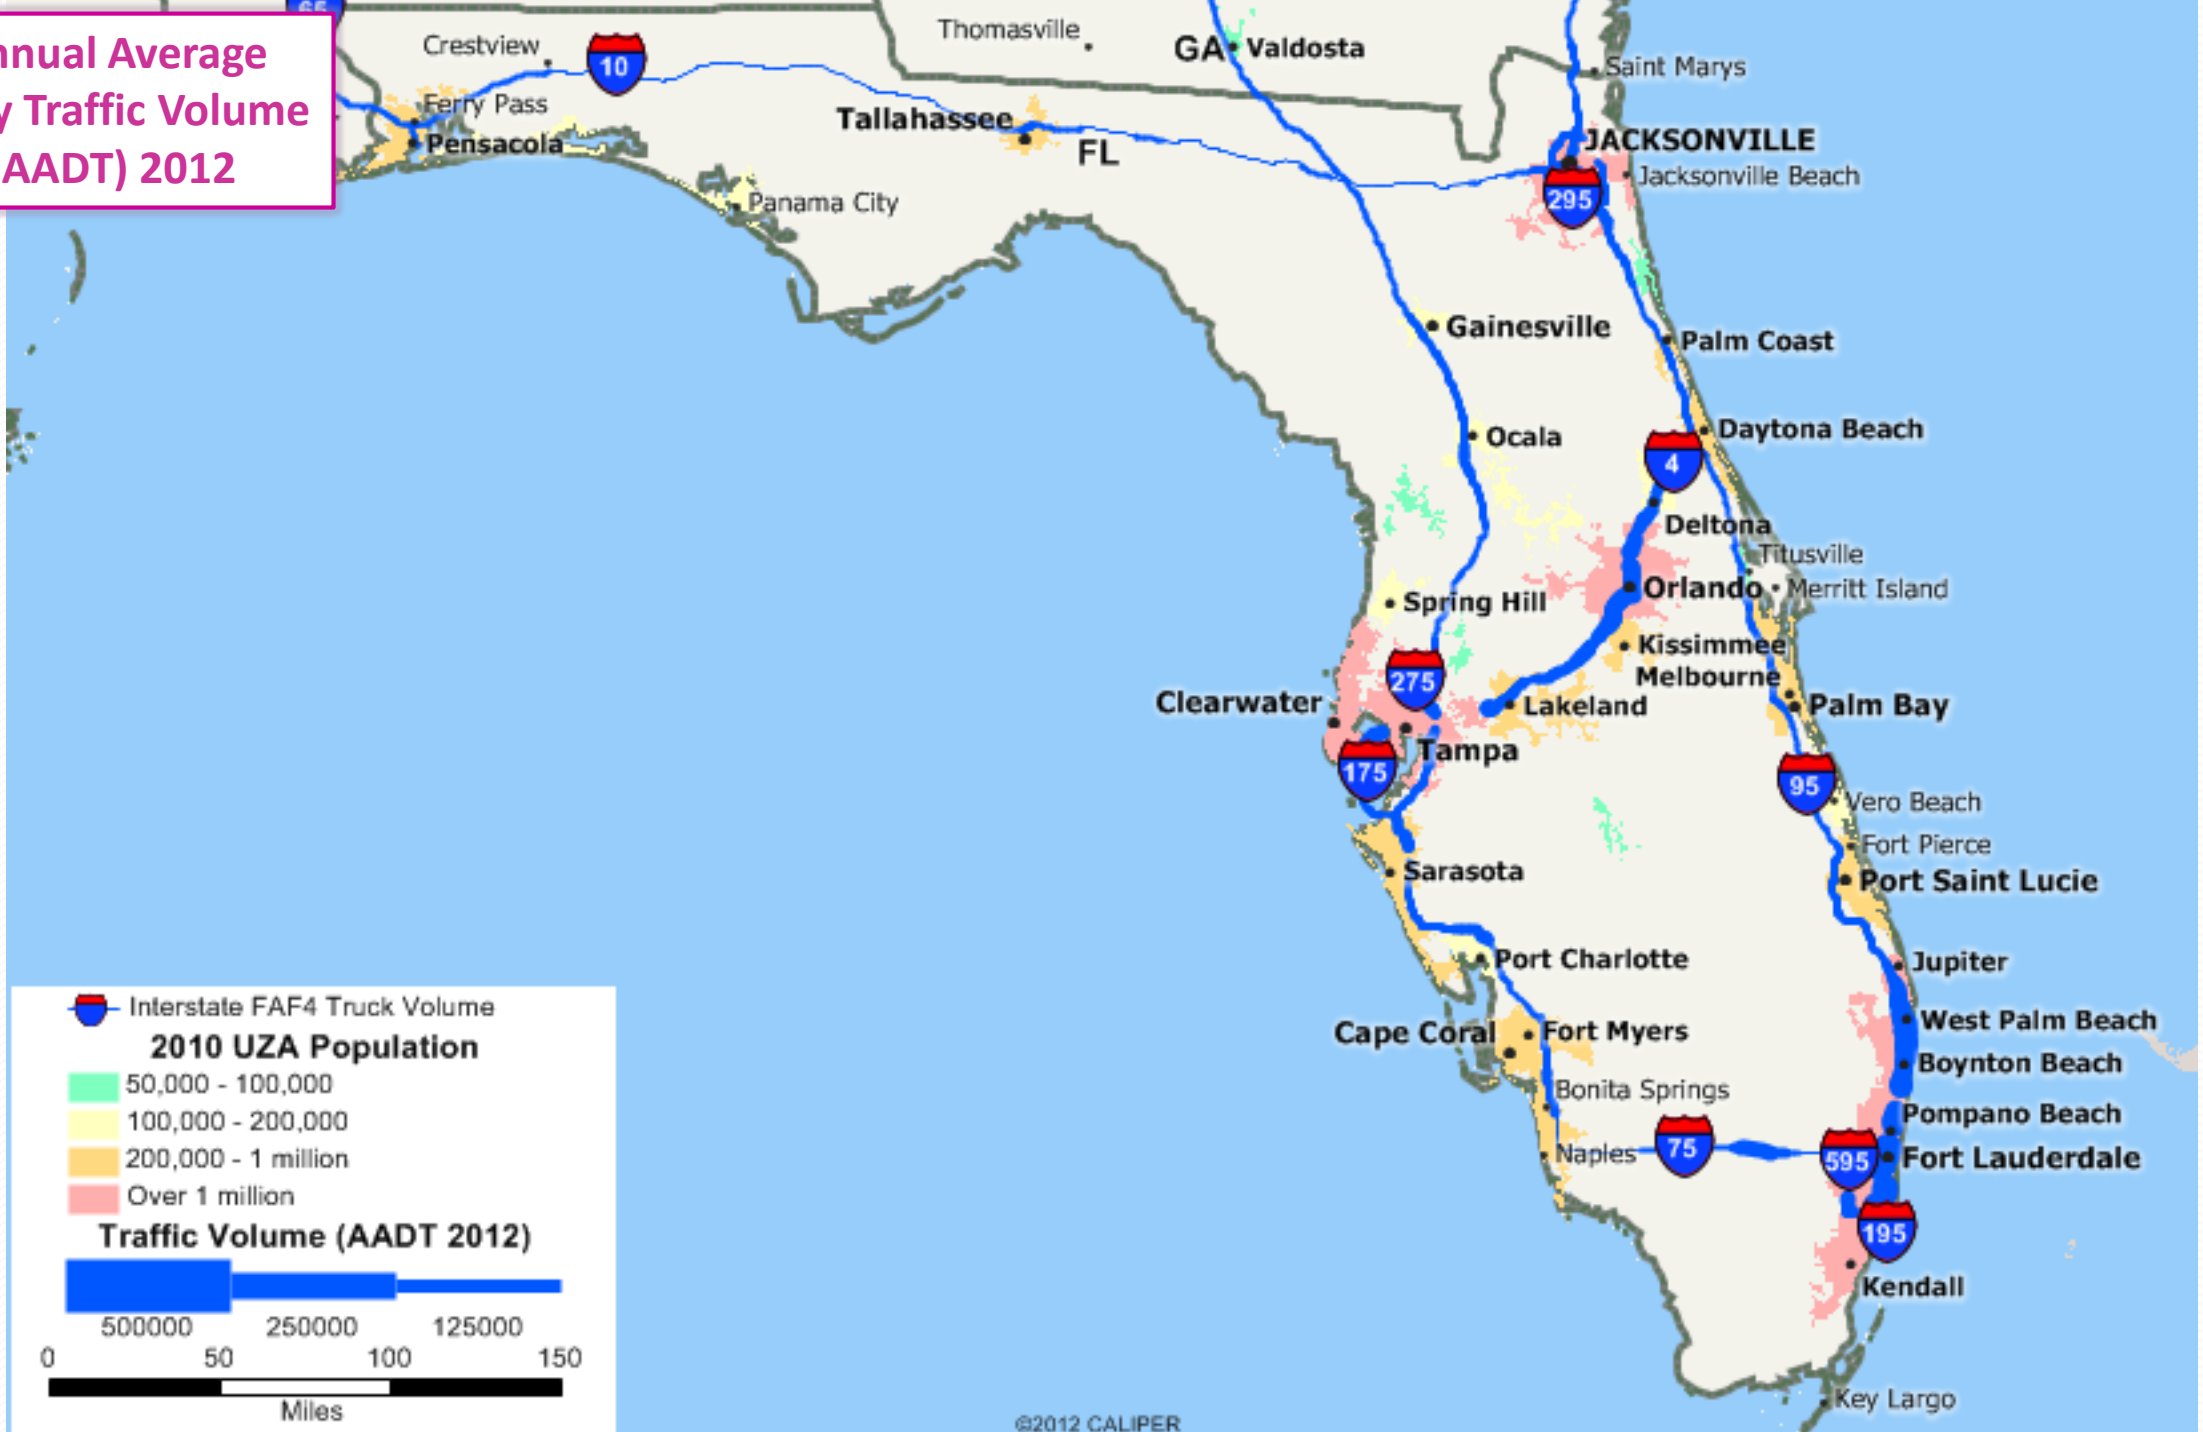 nnual Average
y Traffic Volume
AADT) 2012
65
Crestview
10
Thomasville
GA
Valdosta
Saint Marys
Ferry Pass
Pensacola
Tallahassee
FL
JACKSONVILLE
Jacksonville Beach
295
Panama City
Gainesville
Palm Coast
Ocala
Daytona Beach
4
Deltona
Titusville
Orlando
Merritt Island
Spring Hill
Kissimmee
Melbourne
275
Clearwater
Lakeland
Palm Bay
Tampa
175
95
Vero Beach
Fort Pierce
Sarasota
Port Saint Lucie
Port Charlotte
Jupiter
Cape Coral
Fort Myers
West Palm Beach
Boynton Beach
Bonita Springs
Pompano Beach
Naples
75
595
Fort Lauderdale
195
Kendall
Key Largo
Interstate FAF4 Truck Volume
2010 UZA Population
50,000 - 100,000
100,000 - 200,000
200,000 - 1 million
Over 1 million
Traffic Volume (AADT 2012)
500000 250000 125000
0 50 100 150
Miles
©2012 CALIPER